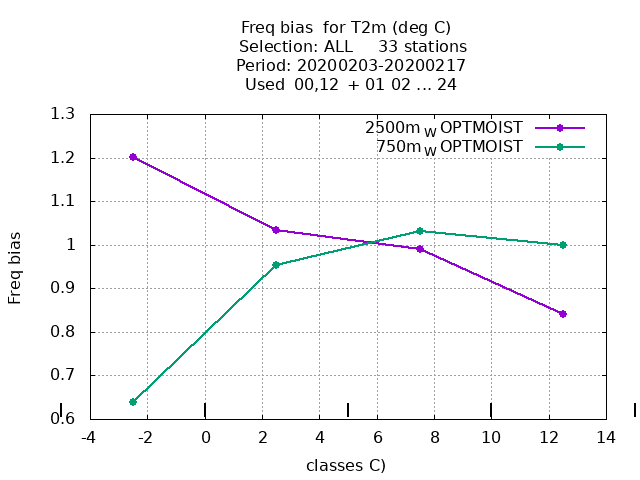 Freq bias  for T2m (deg C)
Selection: ALL     33 stations
Period: 20200203-20200217
Used  00,12  + 01 02 ... 24
2500m W OPTMOIST
750m W OPTMOIST
1.3
1.2
1.1
1
0.9
0.8
0.7
0.6
Freq bias
-4 -2 0 2 4 6 8 10 12 14
classes C)